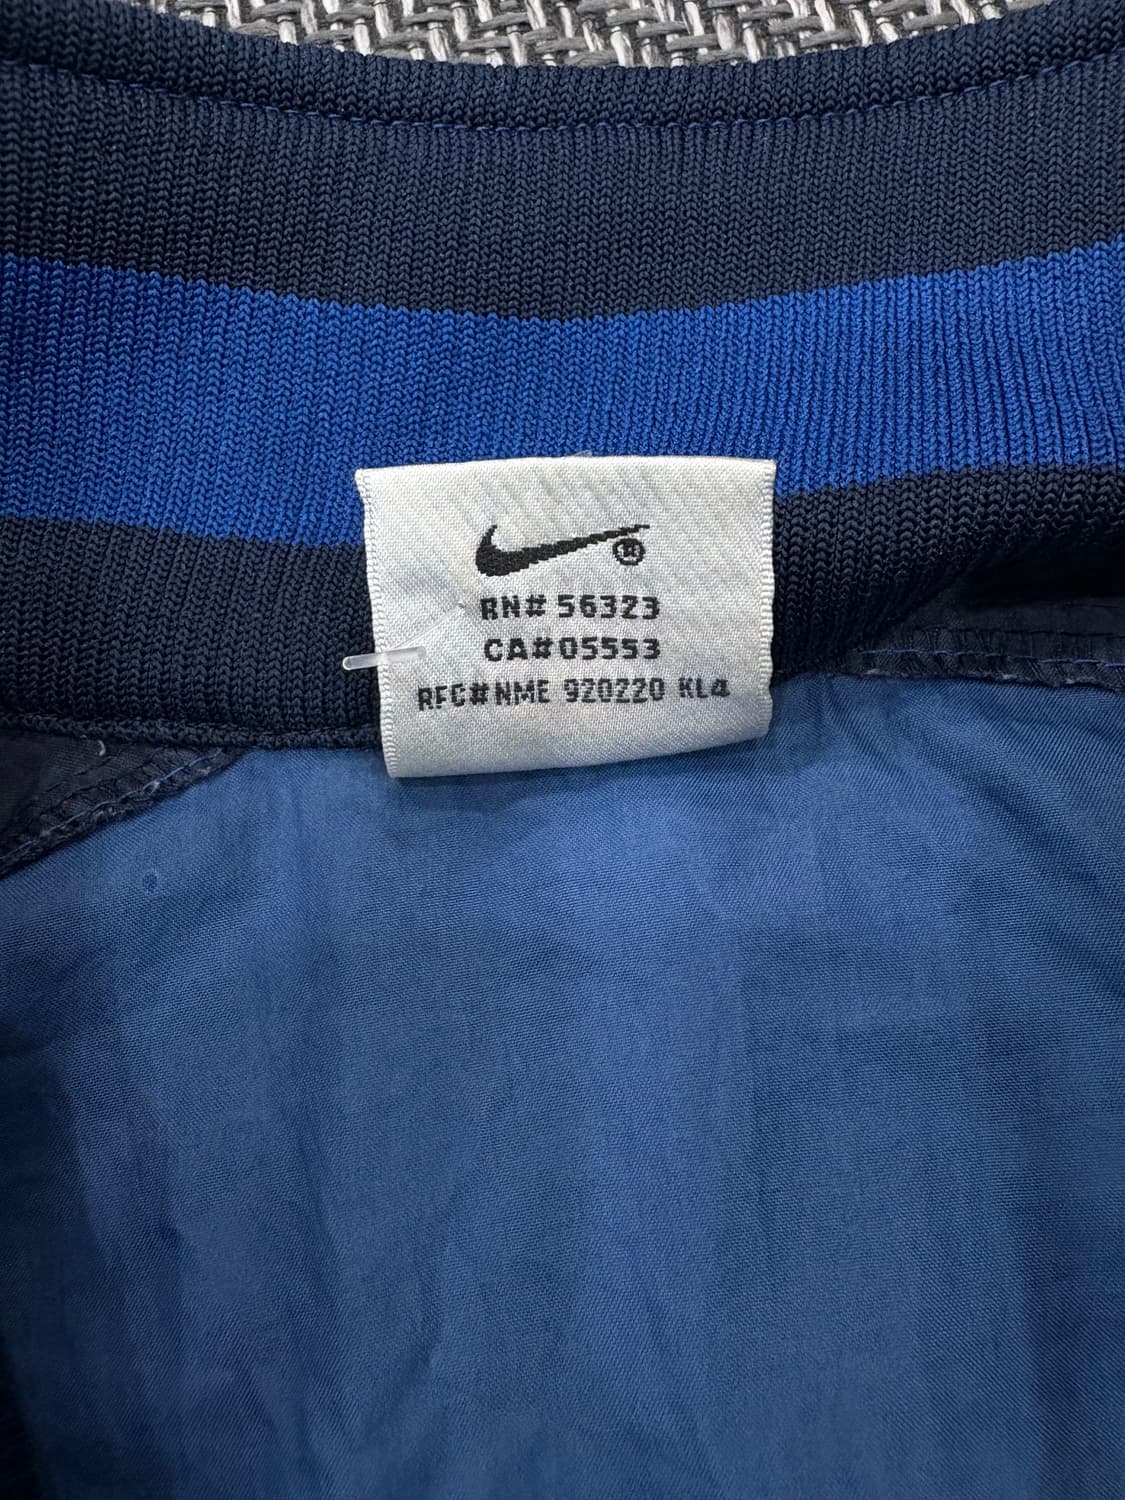 ®
RN# 56323
CA# 05553
RFC# NME 920220 KL4